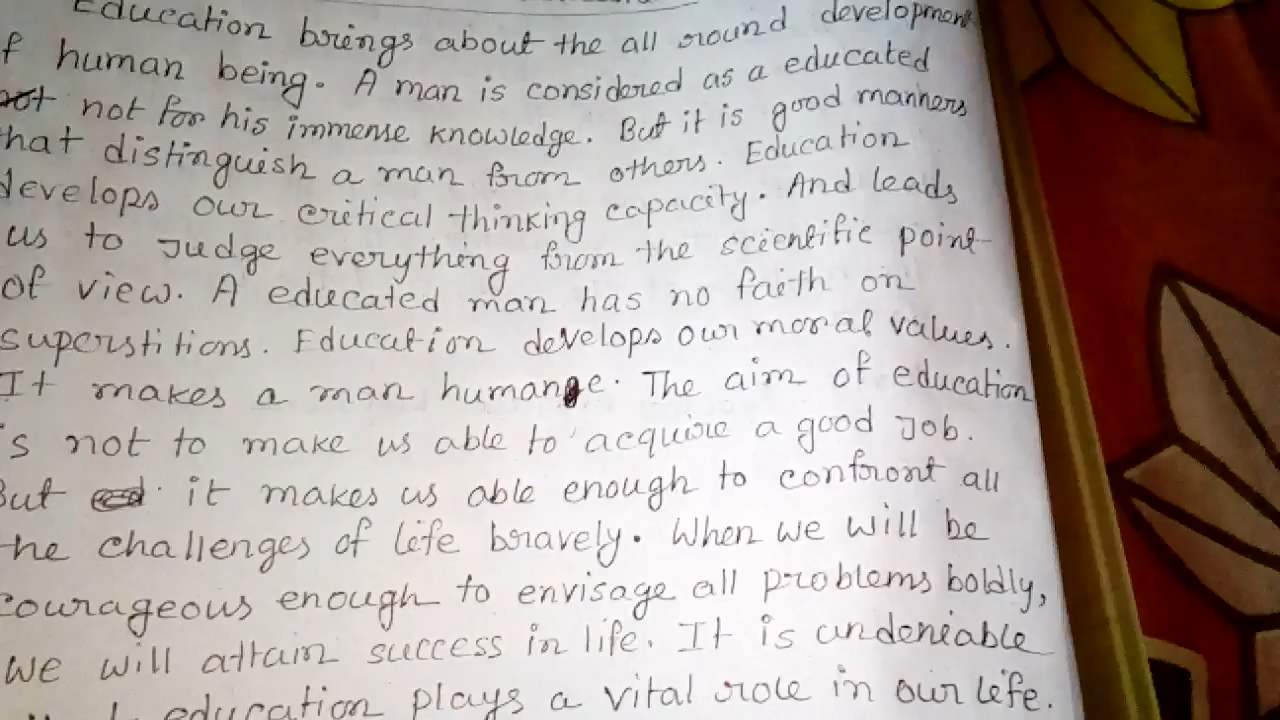 Education brings about the all round development
f human being. A man is considered as a educated
not not for his immense knowledge. But it is good manners
hat distinguish a man from others. Education
develops our critical thinking capacity. And leads
us to Judge everything from the scientific point
of view. A educated man has no faith on
superstitions. Education develops our moral values.
It makes a man humane. The aim of education
's not to make us able to acquire a good Job.
But it makes us able enough to confront all
he challenges of life bravely. When we will be
courageous enough to envisage all problems boldly,
we will attain success in life. It is undeniable
education plays a vital role in our life.